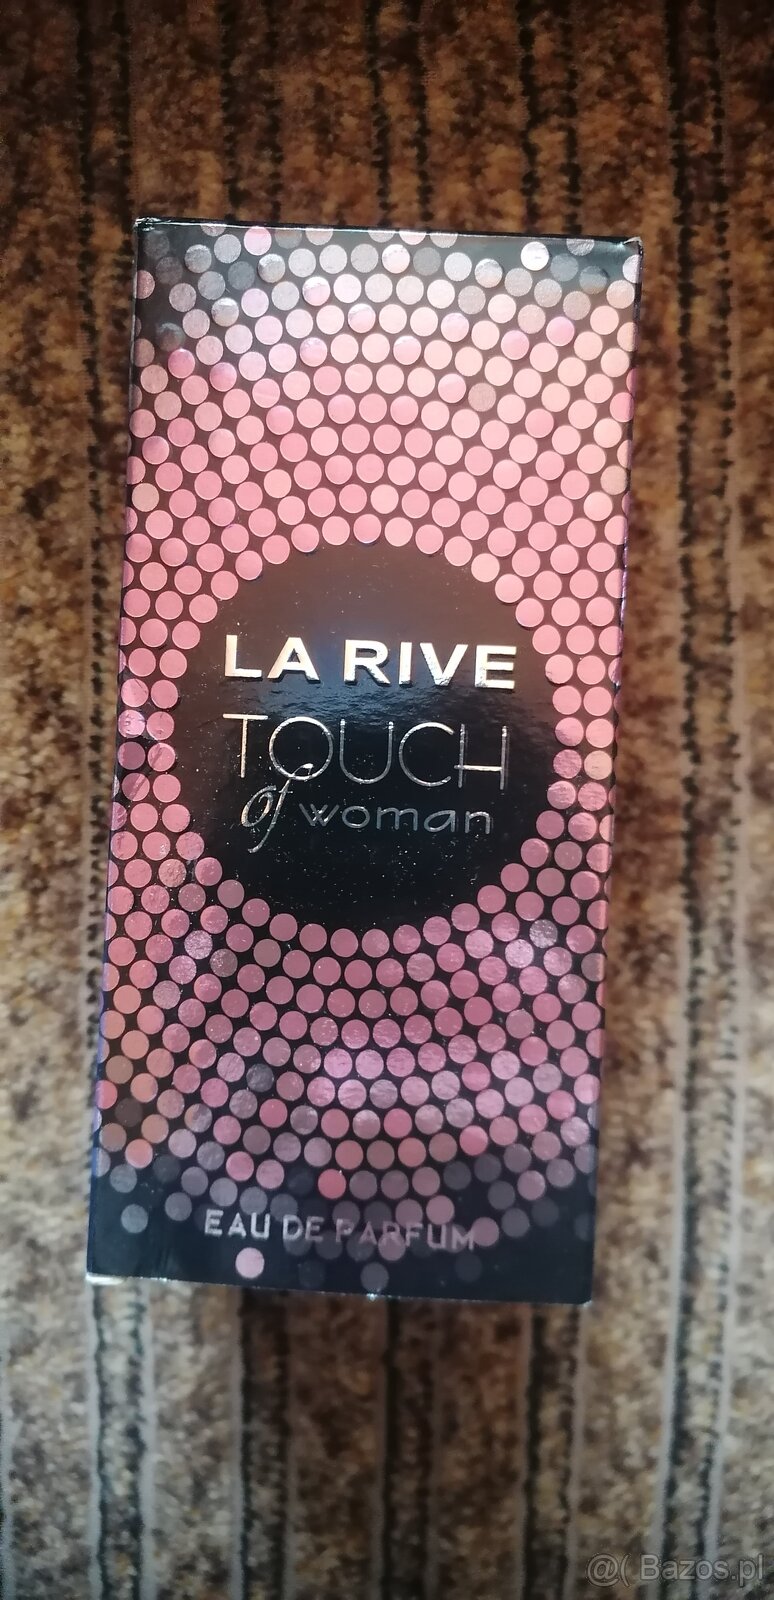 LA RIVE
TOUCH
of woman
EAU DE PARFUM
@( Bazos.pl